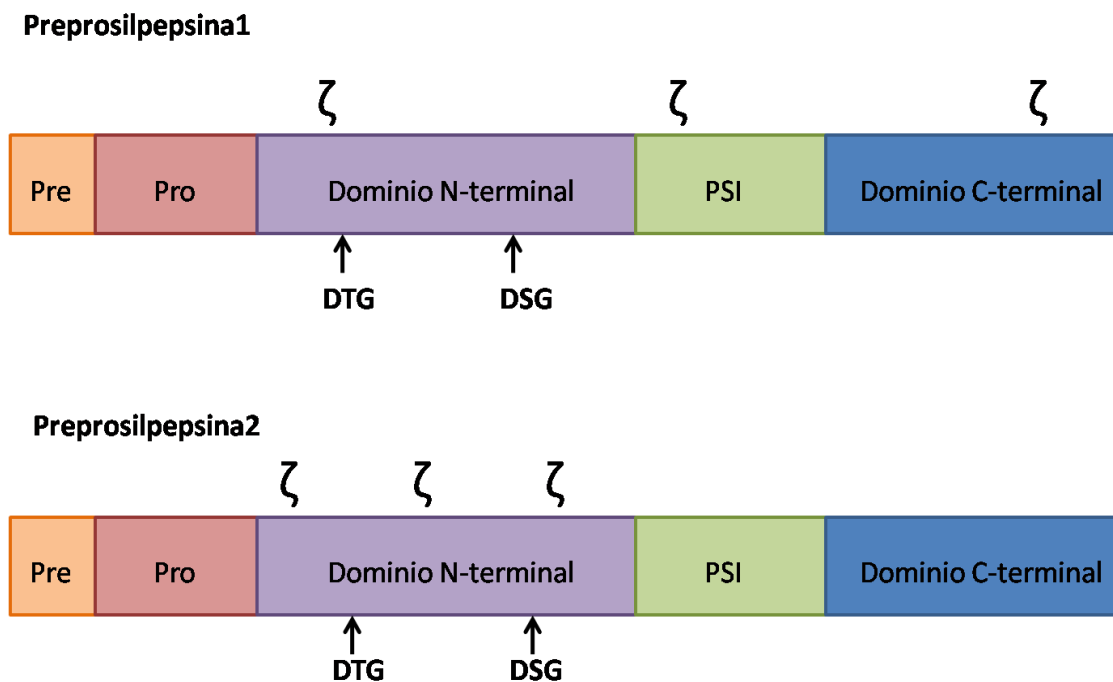 Preprosilpepsina1
ζ ζ ζ
Pre Pro Dominio N-terminal PSI Dominio C-terminal
DTG DSG
Preprosilpepsina2
ζ ζ ζ
Pre Pro Dominio N-terminal PSI Dominio C-terminal
DTG DSG